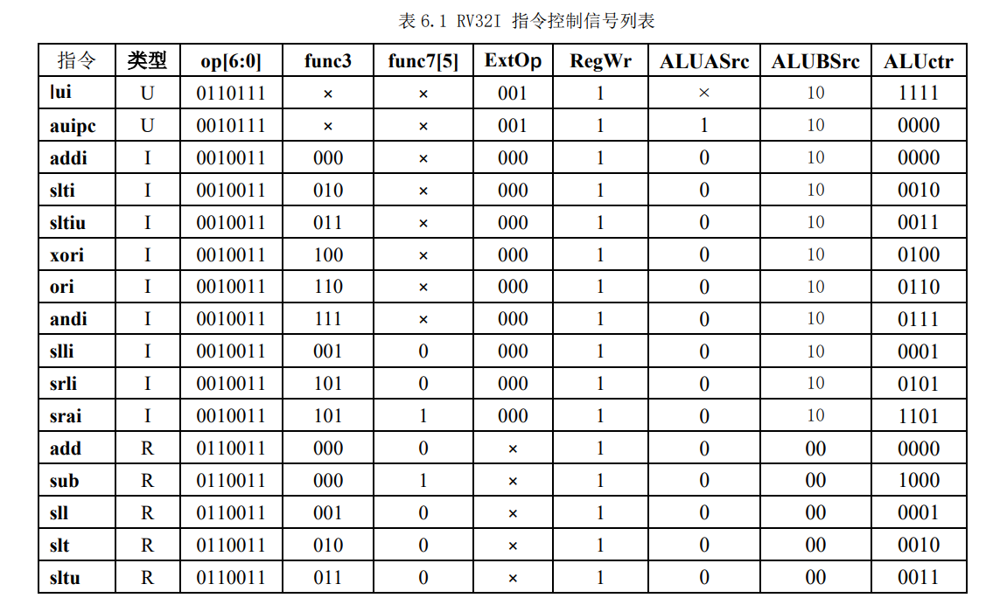 表 6.1 RV32I 指令控制信号列表
指令 类型 op[6:0] func3 func7[5] ExtOp RegWr ALUASrc ALUBSrc ALUctr
lui U 0110111 × × 001 1 × 10 1111
auipc U 0010111 × × 001 1 1 10 0000
addi I 0010011 000 × 000 1 0 10 0000
slti I 0010011 010 × 000 1 0 10 0010
sltiu I 0010011 011 × 000 1 0 10 0011
xori I 0010011 100 × 000 1 0 10 0100
ori I 0010011 110 × 000 1 0 10 0110
andi I 0010011 111 × 000 1 0 10 0111
slli I 0010011 001 0 000 1 0 10 0001
srli I 0010011 101 0 000 1 0 10 0101
srai I 0010011 101 1 000 1 0 10 1101
add R 0110011 000 0 × 1 0 00 0000
sub R 0110011 000 1 × 1 0 00 1000
sll R 0110011 001 0 × 1 0 00 0001
slt R 0110011 010 0 × 1 0 00 0010
sltu R 0110011 011 0 × 1 0 00 0011